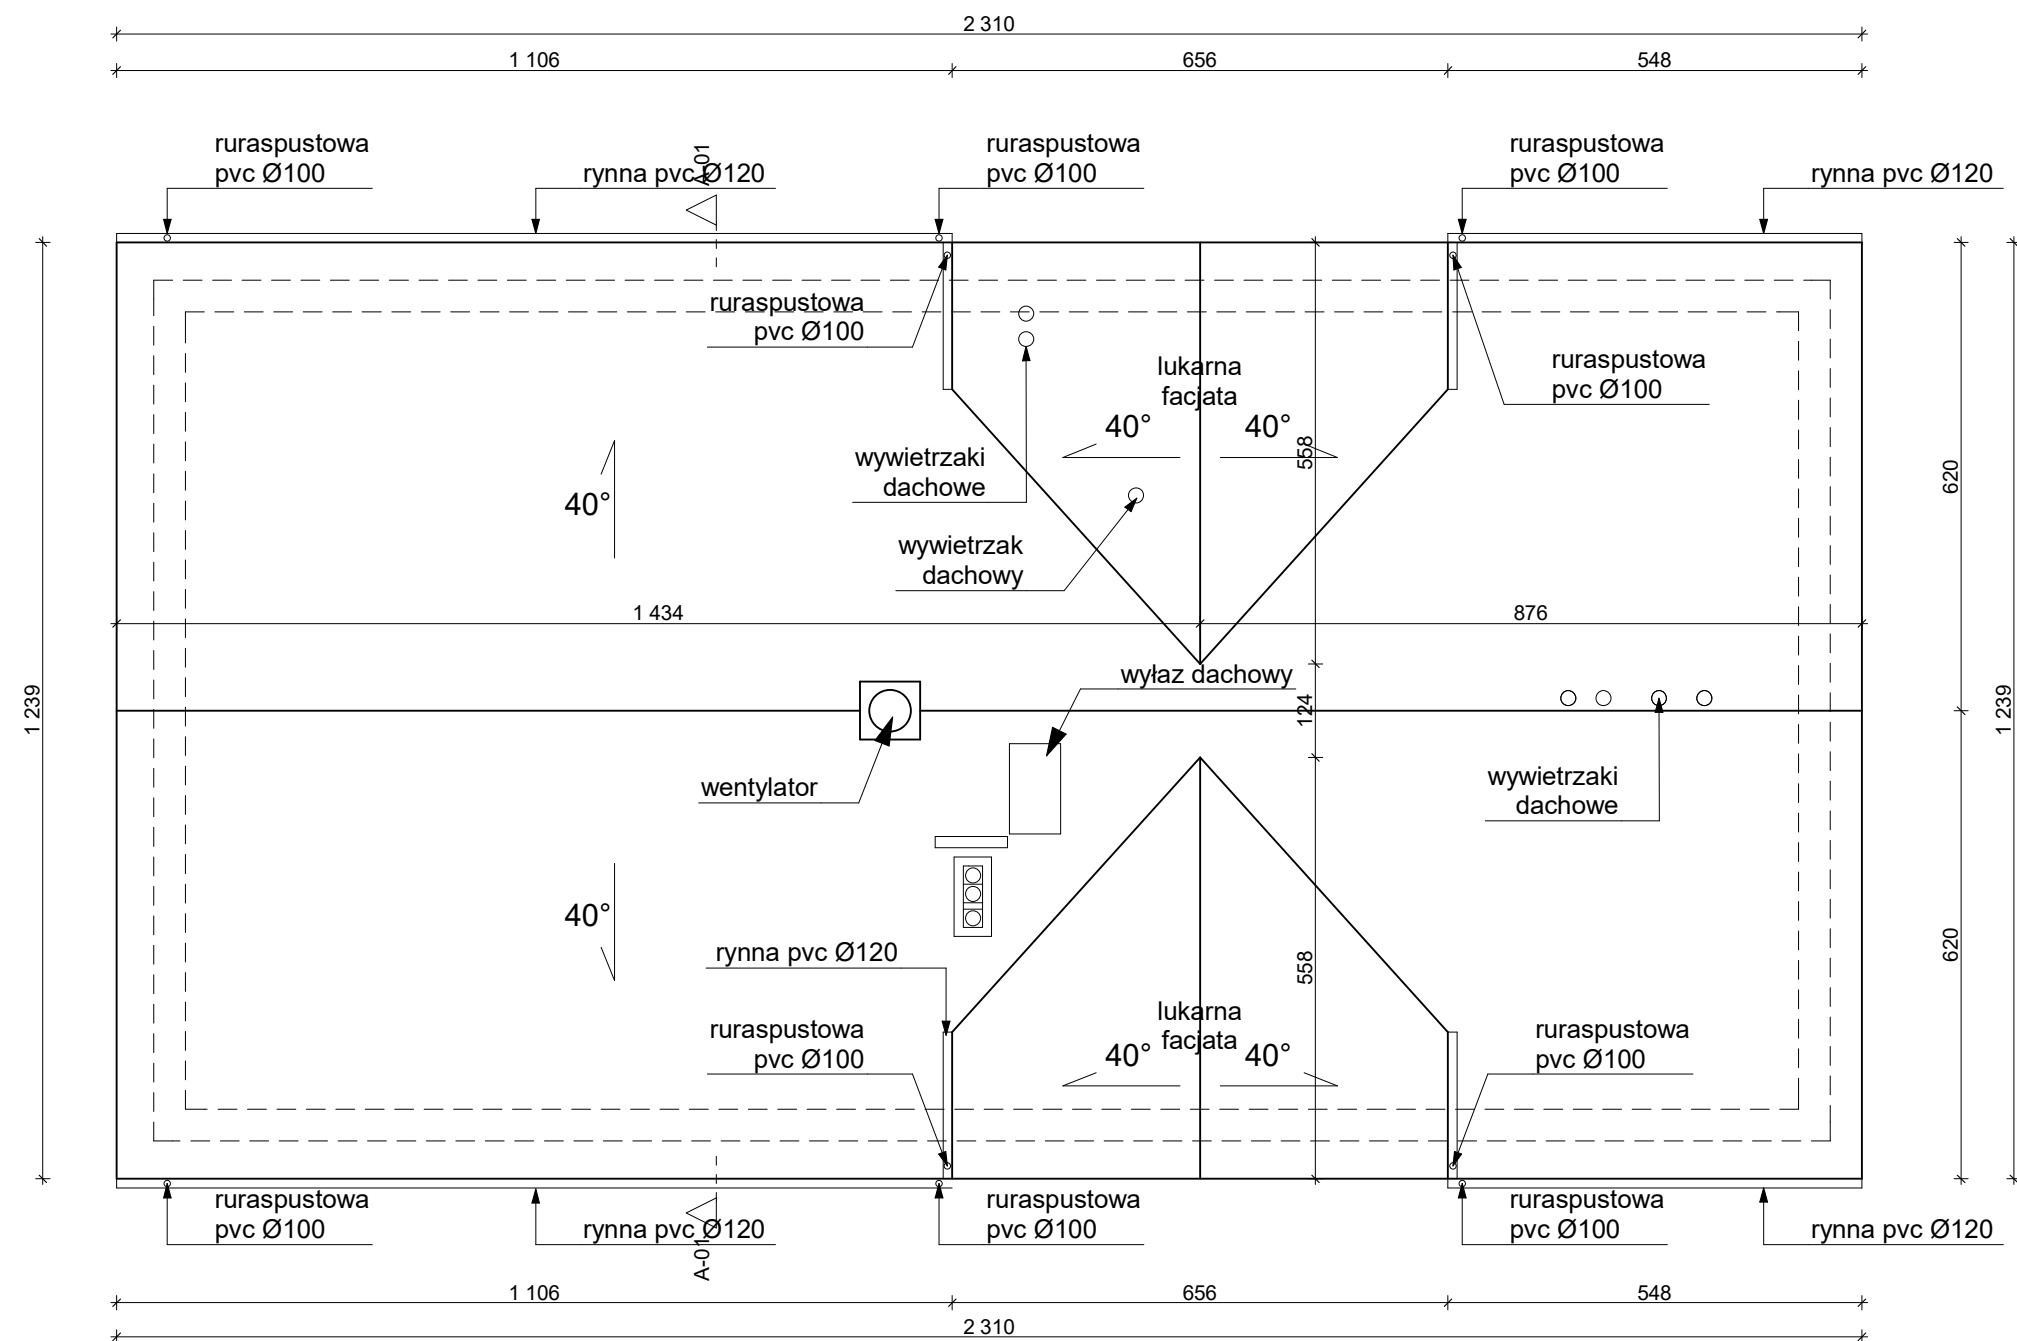 2 310
1 106
656
548
ruraspustowa
pvc Ø100
rynna pvc Ø120
A-01
ruraspustowa
pvc Ø100
ruraspustowa
pvc Ø100
rynna pvc Ø120
ruraspustowa
pvc Ø100
lukarna
facjata
ruraspustowa
pvc Ø100
40°
40°
558
wywietrzaki
dachowe
620
40°
wywietrzak
dachowy
1 434
876
wyłaz dachowy
1 239
124
1 239
wentylator
wywietrzaki
dachowe
40°
rynna pvc Ø120
558
620
lukarna
facjata
ruraspustowa
pvc Ø100
40°
40°
ruraspustowa
pvc Ø100
ruraspustowa
pvc Ø100
rynna pvc Ø120
A-01
ruraspustowa
pvc Ø100
ruraspustowa
pvc Ø100
rynna pvc Ø120
1 106
656
548
2 310